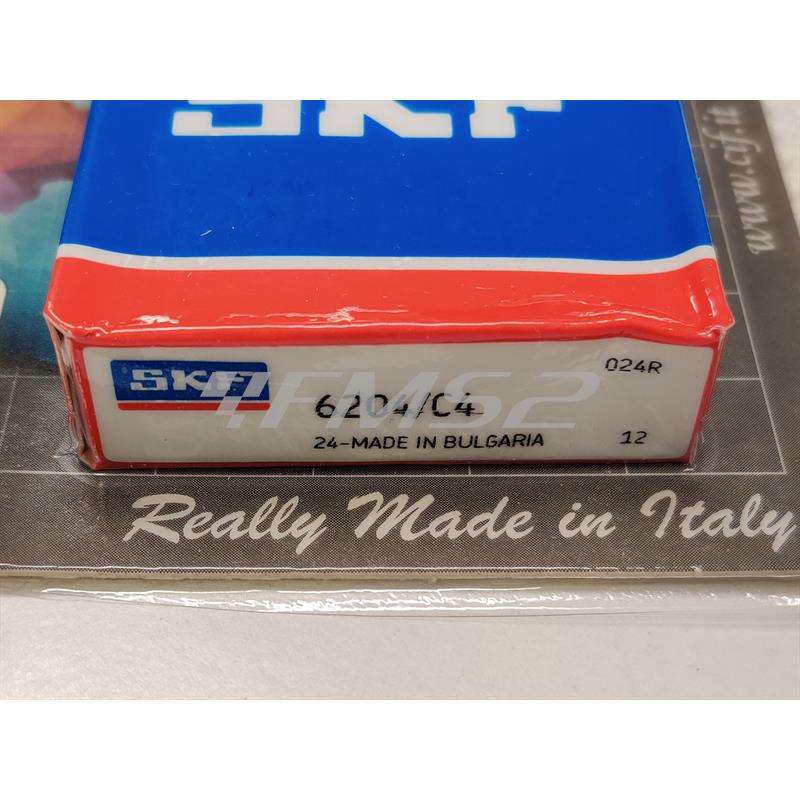 SKF
www.cif.it
024R
SKF
FMS2
6204/C4
24-MADE IN BULGARIA
12
Really Made in Italy